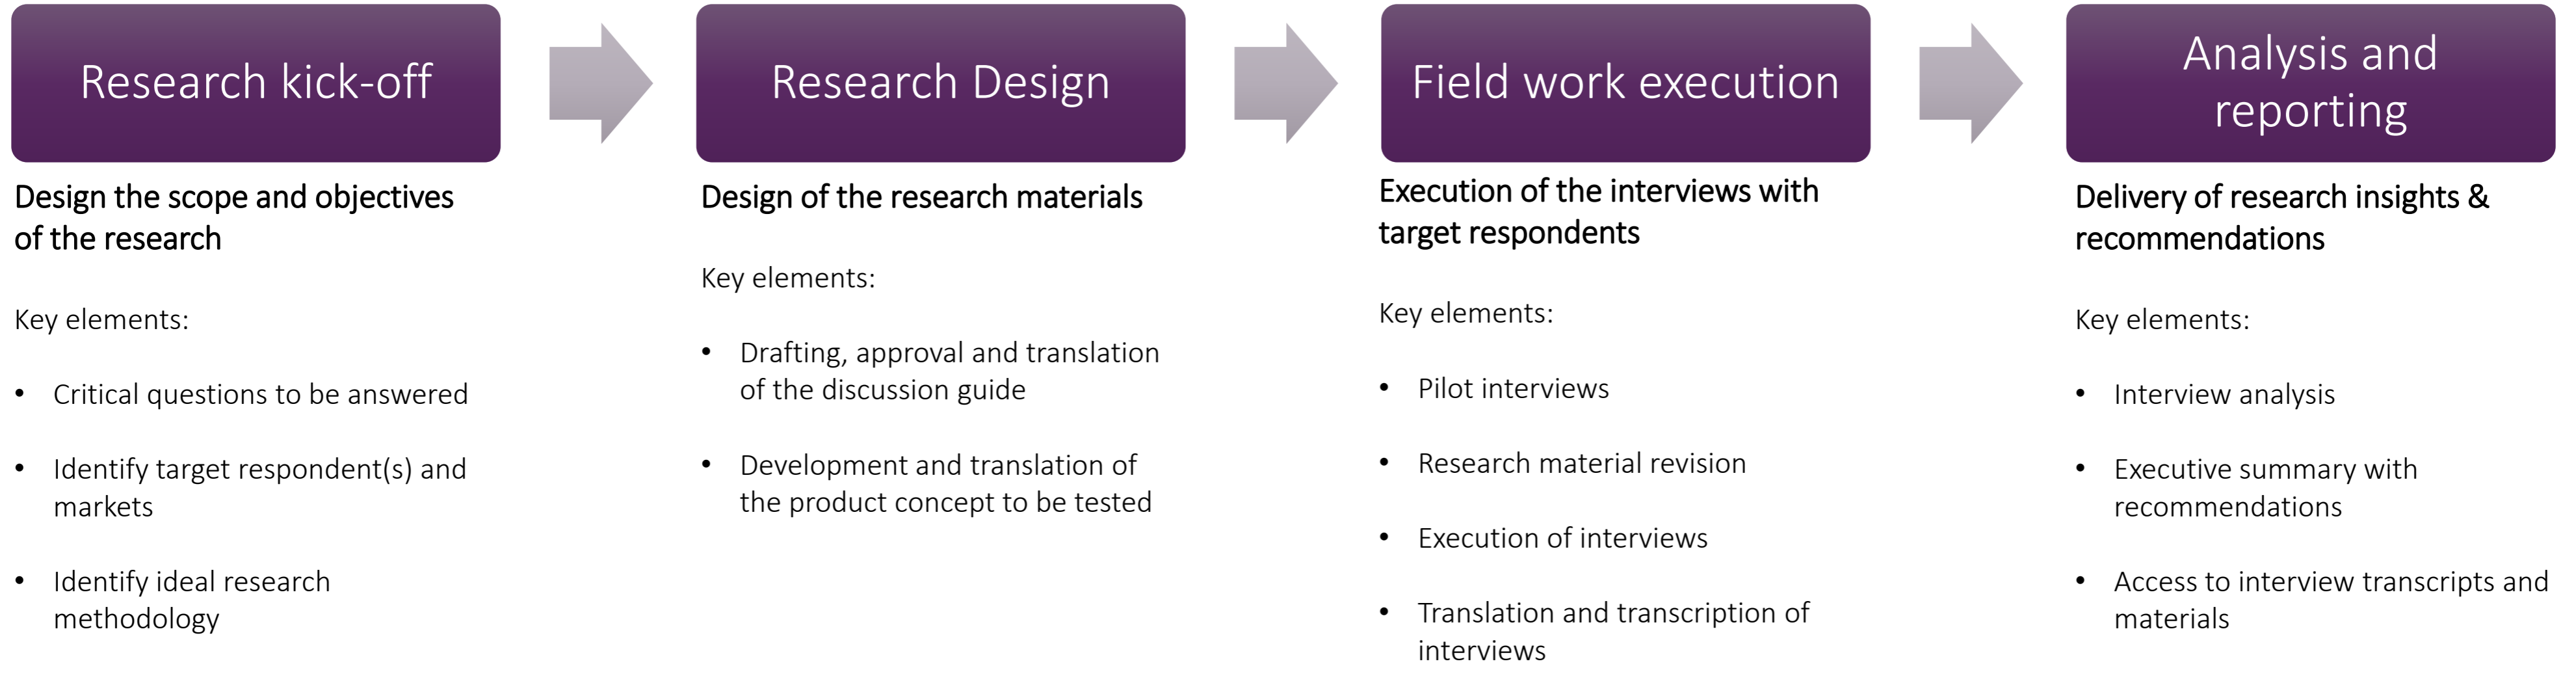 Research kick-off
Design the scope and objectives
of the research
Key elements:
• Critical questions to be answered
• Identify target respondent(s) and
markets
• Identify ideal research
methodology
Research Design
Design of the research materials
Key elements:
• Drafting, approval and translation
of the discussion guide
• Development and translation of
the product concept to be tested
Field work execution
Execution of the interviews with
target respondents
Key elements:
• Pilot interviews
• Research material revision
• Execution of interviews
• Translation and transcription of
interviews
Analysis and
reporting
Delivery of research insights &
recommendations
Key elements:
• Interview analysis
• Executive summary with
recommendations
• Access to interview transcripts and
materials